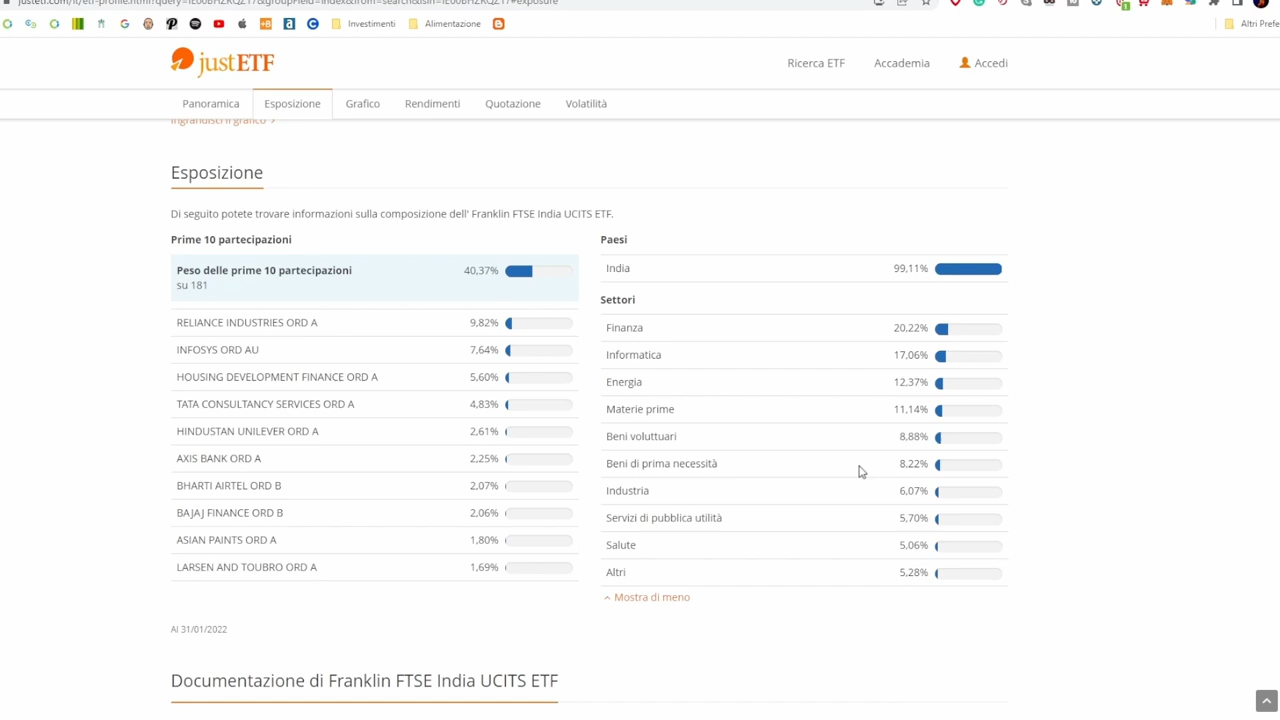 Investimenti
Alimentazione
Altri Prefe
justETF
Ricerca ETF
Accademia
Accedi
Panoramica
Esposizione
Grafico
Rendimenti
Quotazione
Volatilità
Ingrandisci il grafico
Esposizione
Di seguito potete trovare informazioni sulla composizione dell' Franklin FTSE India UCITS ETF.
Prime 10 partecipazioni
Peso delle prime 10 partecipazioni 40,37%
su 181
RELIANCE INDUSTRIES ORD A 9,82%
INFOSYS ORD AU 7,64%
HOUSING DEVELOPMENT FINANCE ORD A 5,60%
TATA CONSULTANCY SERVICES ORD A 4,83%
HINDUSTAN UNILEVER ORD A 2,61%
AXIS BANK ORD A 2,25%
BHARTI AIRTEL ORD B 2,07%
BAJAJ FINANCE ORD B 2,06%
ASIAN PAINTS ORD A 1,80%
LARSEN AND TOUBRO ORD A 1,69%
Paesi
India 99,11%
Settori
Finanza 20,22%
Informatica 17,06%
Energia 12,37%
Materie prime 11,14%
Beni voluttuari 8,88%
Beni di prima necessità 8,22%
Industria 6,07%
Servizi di pubblica utilità 5,70%
Salute 5,06%
Altri 5,28%
Mostra di meno
Al 31/01/2022
Documentazione di Franklin FTSE India UCITS ETF